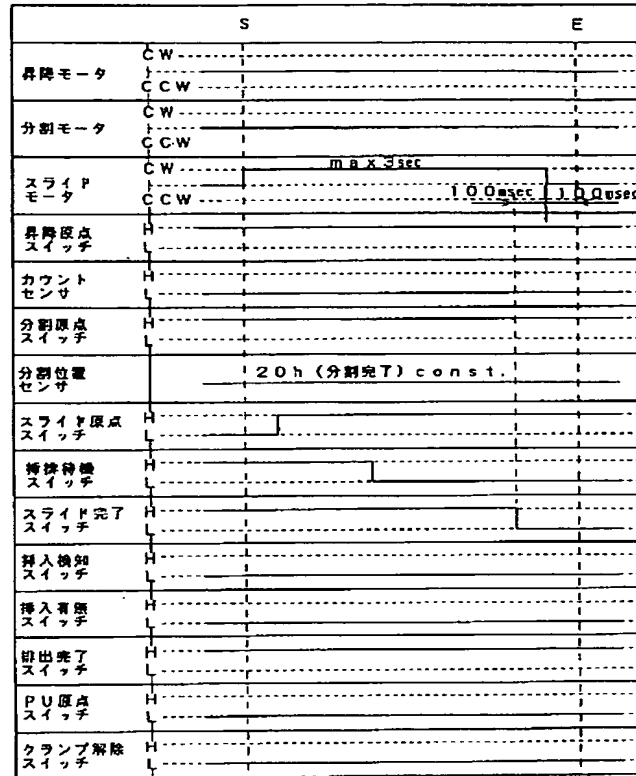 S E
昇降モータ CW
CCW
分割モータ CW
CCW
スライド
モータ
CW
max3sec
CCW
100msec 100msec
昇降原点
スイッチ
H
L
カウント
センサ
H
L
分割原点
スイッチ
H
L
分割位置
センサ
20h(分割完了)const.
スライド原点
スイッチ
H
L
挿排待機
スイッチ
H
L
スライド完了
スイッチ
H
L
挿入検知
スイッチ
H
L
挿入有無
スイッチ
H
L
排出完了
スイッチ
H
L
PU原点
スイッチ
H
L
クランプ解除
スイッチ
H
L